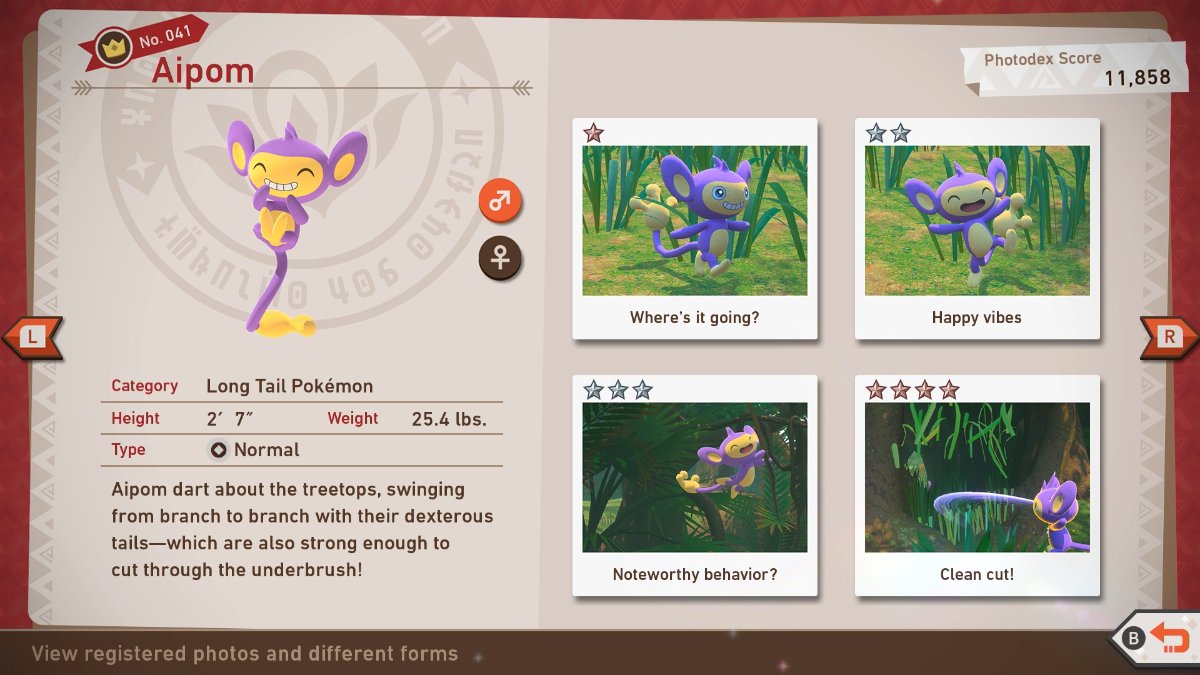 No. 041
Aipom
Photodex Score
11,858
Where's it going?
Happy vibes
L
R
Category Long Tail Pokémon
Height 2′ 7″ Weight 25.4 lbs.
Type Normal
Aipom dart about the treetops, swinging
from branch to branch with their dexterous
tails—which are also strong enough to
cut through the underbrush!
Noteworthy behavior?
Clean cut!
View registered photos and different forms
B